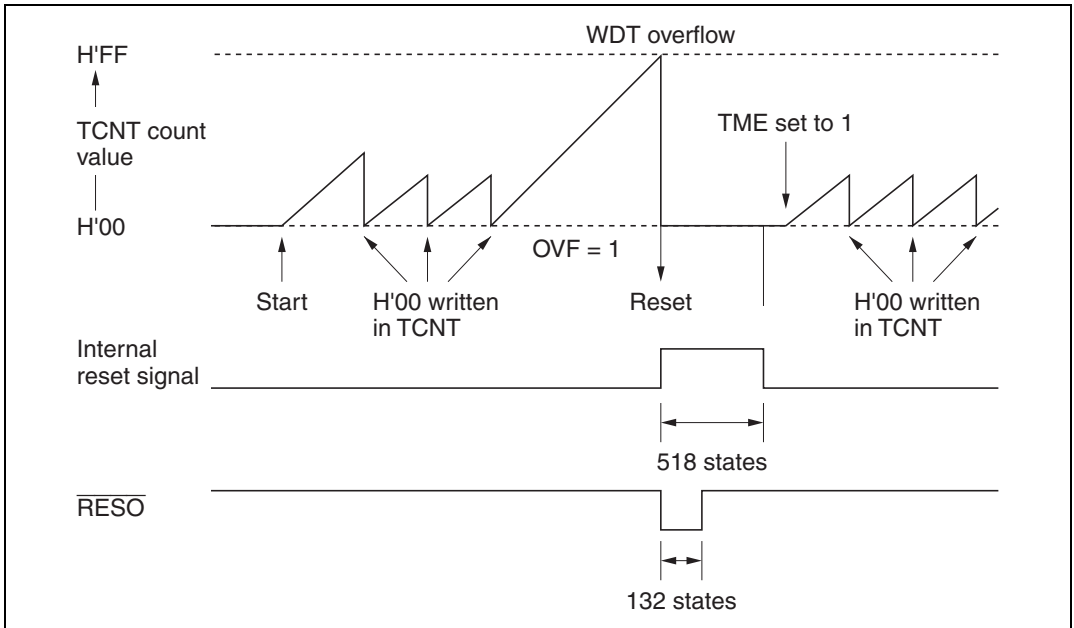 WDT overflow
H'FF
TME set to 1
TCNT count
value
H'00
OVF = 1
Start
H'00 written
in TCNT
Reset
H'00 written
in TCNT
Internal
reset signal
518 states
RESO
132 states